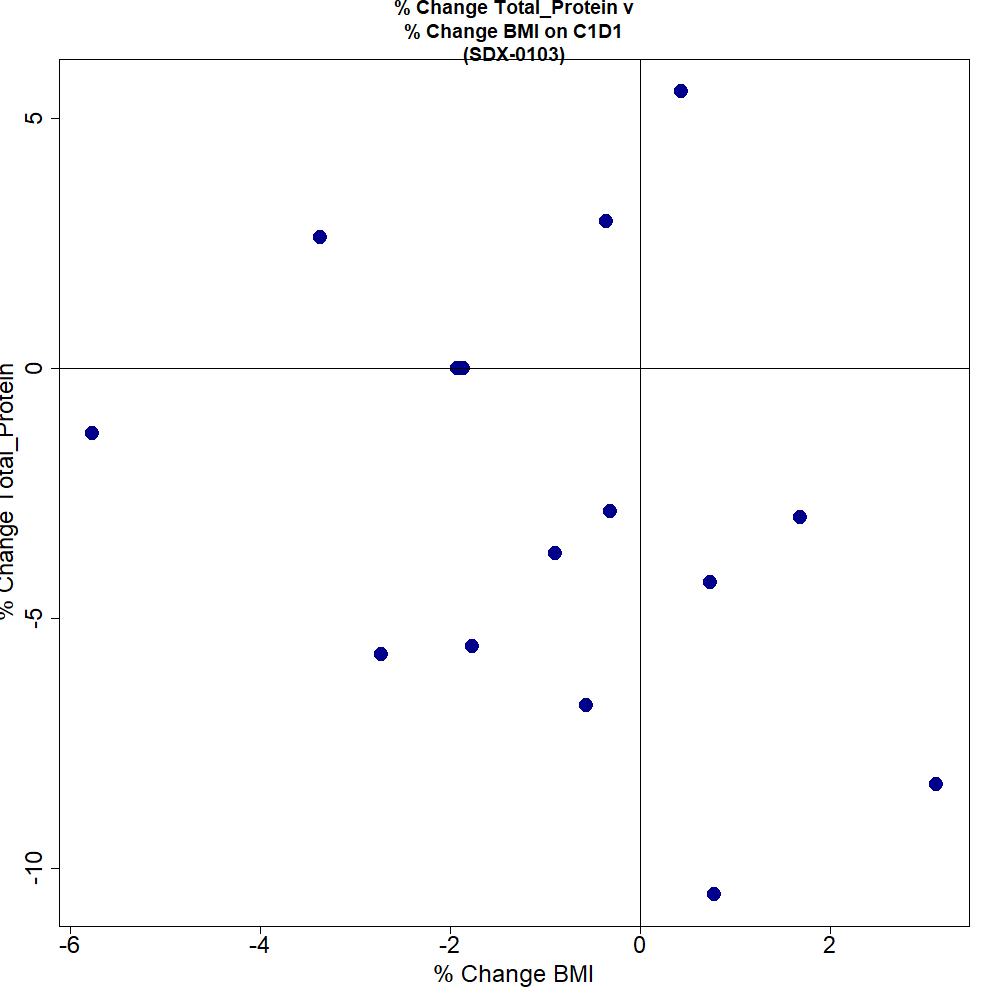 % Change Total_Protein v
% Change BMI on C1D1
(SDX-0103)
% Change Total_Protein
5
0
-5
-10
-6
-4
-2
0
2
% Change BMI